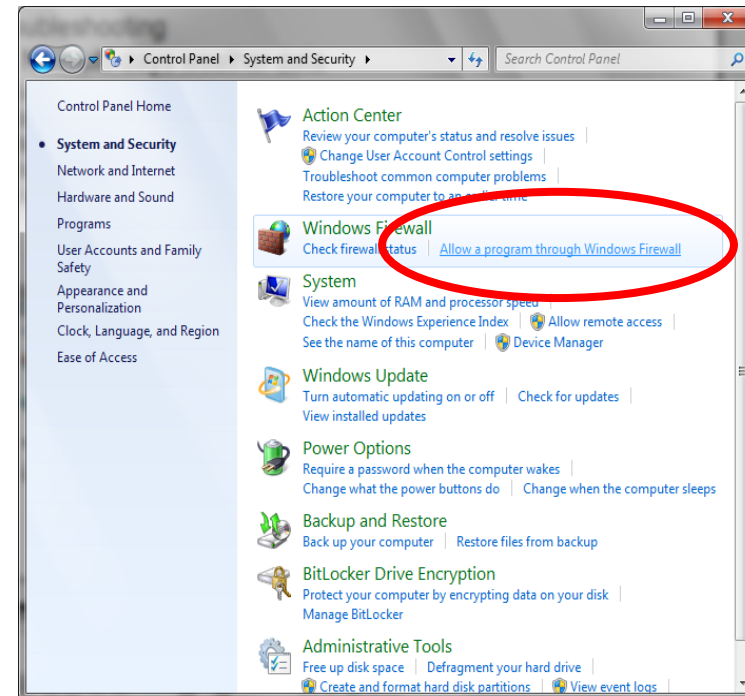 ubleshooting
Control Panel ▸ System and Security ▸ Search Control Panel
Control Panel Home
System and Security
Network and Internet
Hardware and Sound
Programs
User Accounts and Family
Safety
Appearance and
Personalization
Clock, Language, and Region
Ease of Access
Action Center
Review your computer's status and resolve issues
Change User Account Control settings
Troubleshoot common computer problems
Restore your computer to an earlier time
Windows Firewall
Check firewall status Allow a program through Windows Firewall
System
View amount of RAM and processor speed
Check the Windows Experience Index Allow remote access
See the name of this computer Device Manager
Windows Update
Turn automatic updating on or off Check for updates
View installed updates
Power Options
Require a password when the computer wakes
Change what the power buttons do Change when the computer sleeps
Backup and Restore
Back up your computer Restore files from backup
BitLocker Drive Encryption
Protect your computer by encrypting data on your disk
Manage BitLocker
Administrative Tools
Free up disk space Defragment your hard drive
Create and format hard disk partitions View event logs